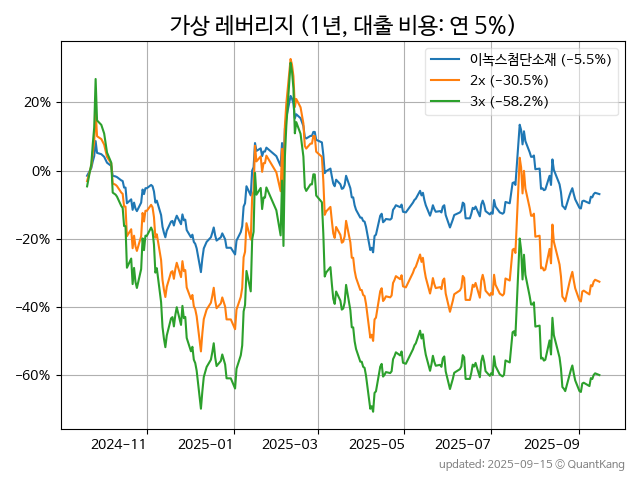 가상 레버리지 (1년, 대출 비용: 연 5%)
이녹스첨단소재 (−5.5%)
2x (−30.5%)
3x (−58.2%)
20%
0%
−20%
−40%
−60%
2024-11 2025-01 2025-03 2025-05 2025-07 2025-09
updated: 2025-09-15 © QuantKang